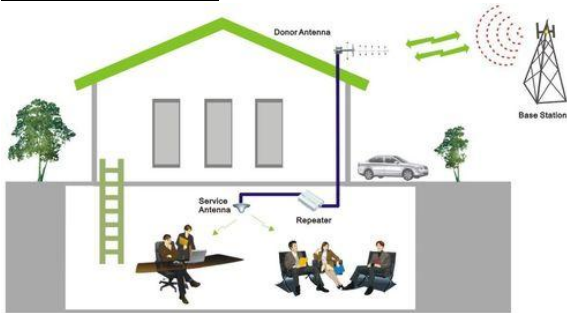 Donor Antenna
Base Station
Service
Antenna
Repeater